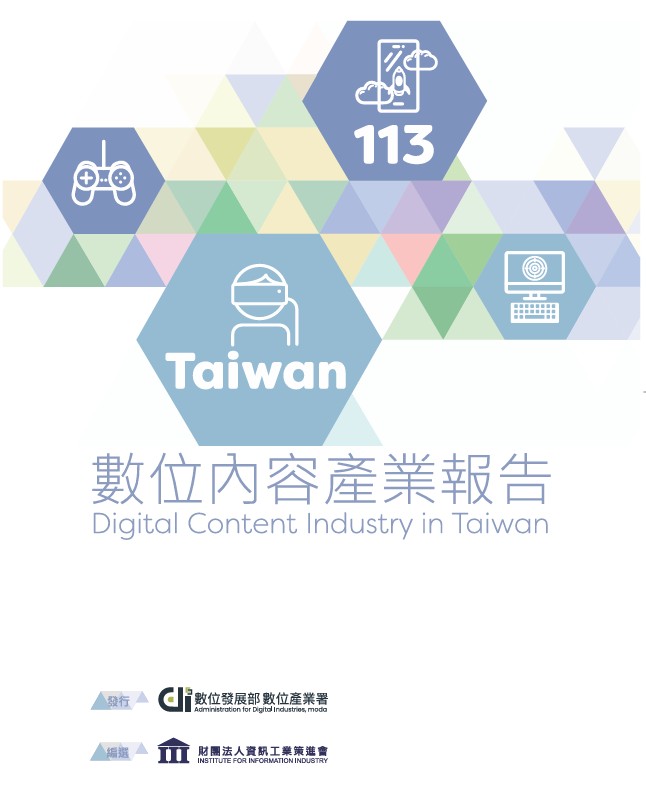 113
Taiwan
數位內容產業報告
Digital Content Industry in Taiwan
發行
di 數位發展部 數位產業署
Administration for Digital Industries, moda
編選
財團法人資訊工業策進會
INSTITUTE FOR INFORMATION INDUSTRY